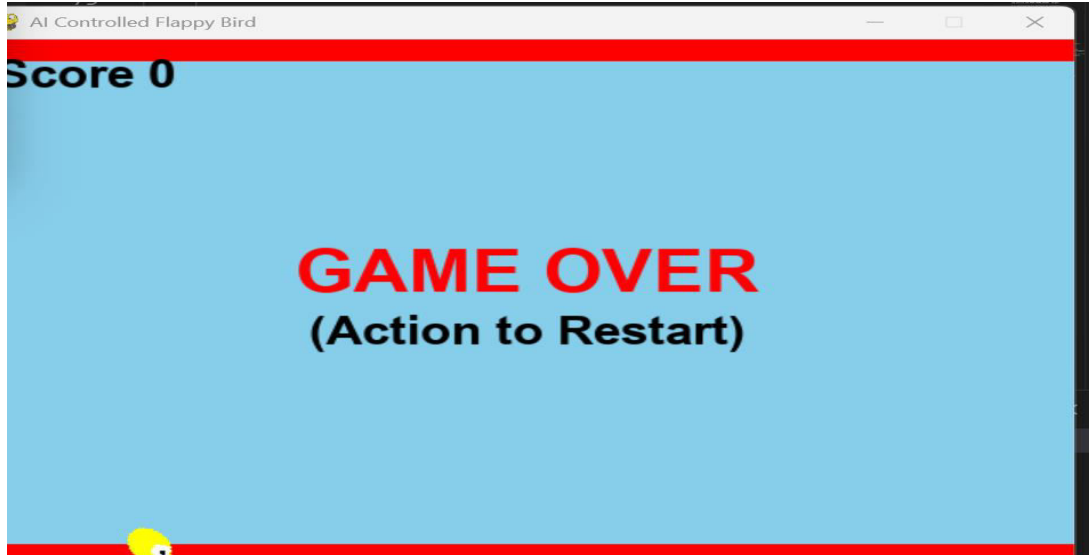 AI Controlled Flappy Bird
Score 0
GAME OVER
(Action to Restart)